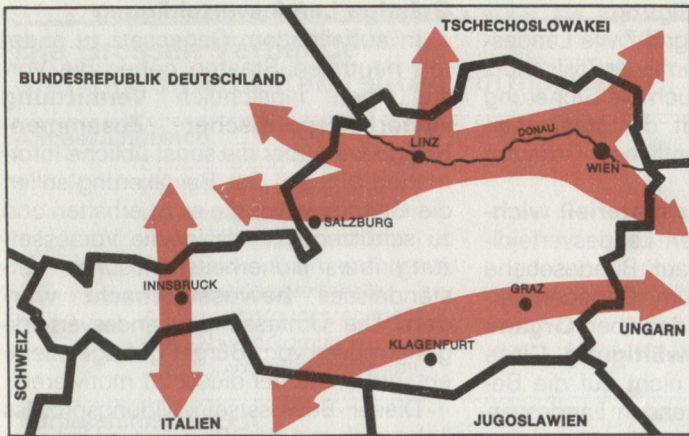 TSCHECHOSLOWAKEI
BUNDESREPUBLIK DEUTSCHLAND
DONAU
LINZ
WIEN
SALZBURG
INNSBRUCK
GRAZ
UNGARN
KLAGENFURT
SCHWEIZ
ITALIEN
JUGOSLAWIEN